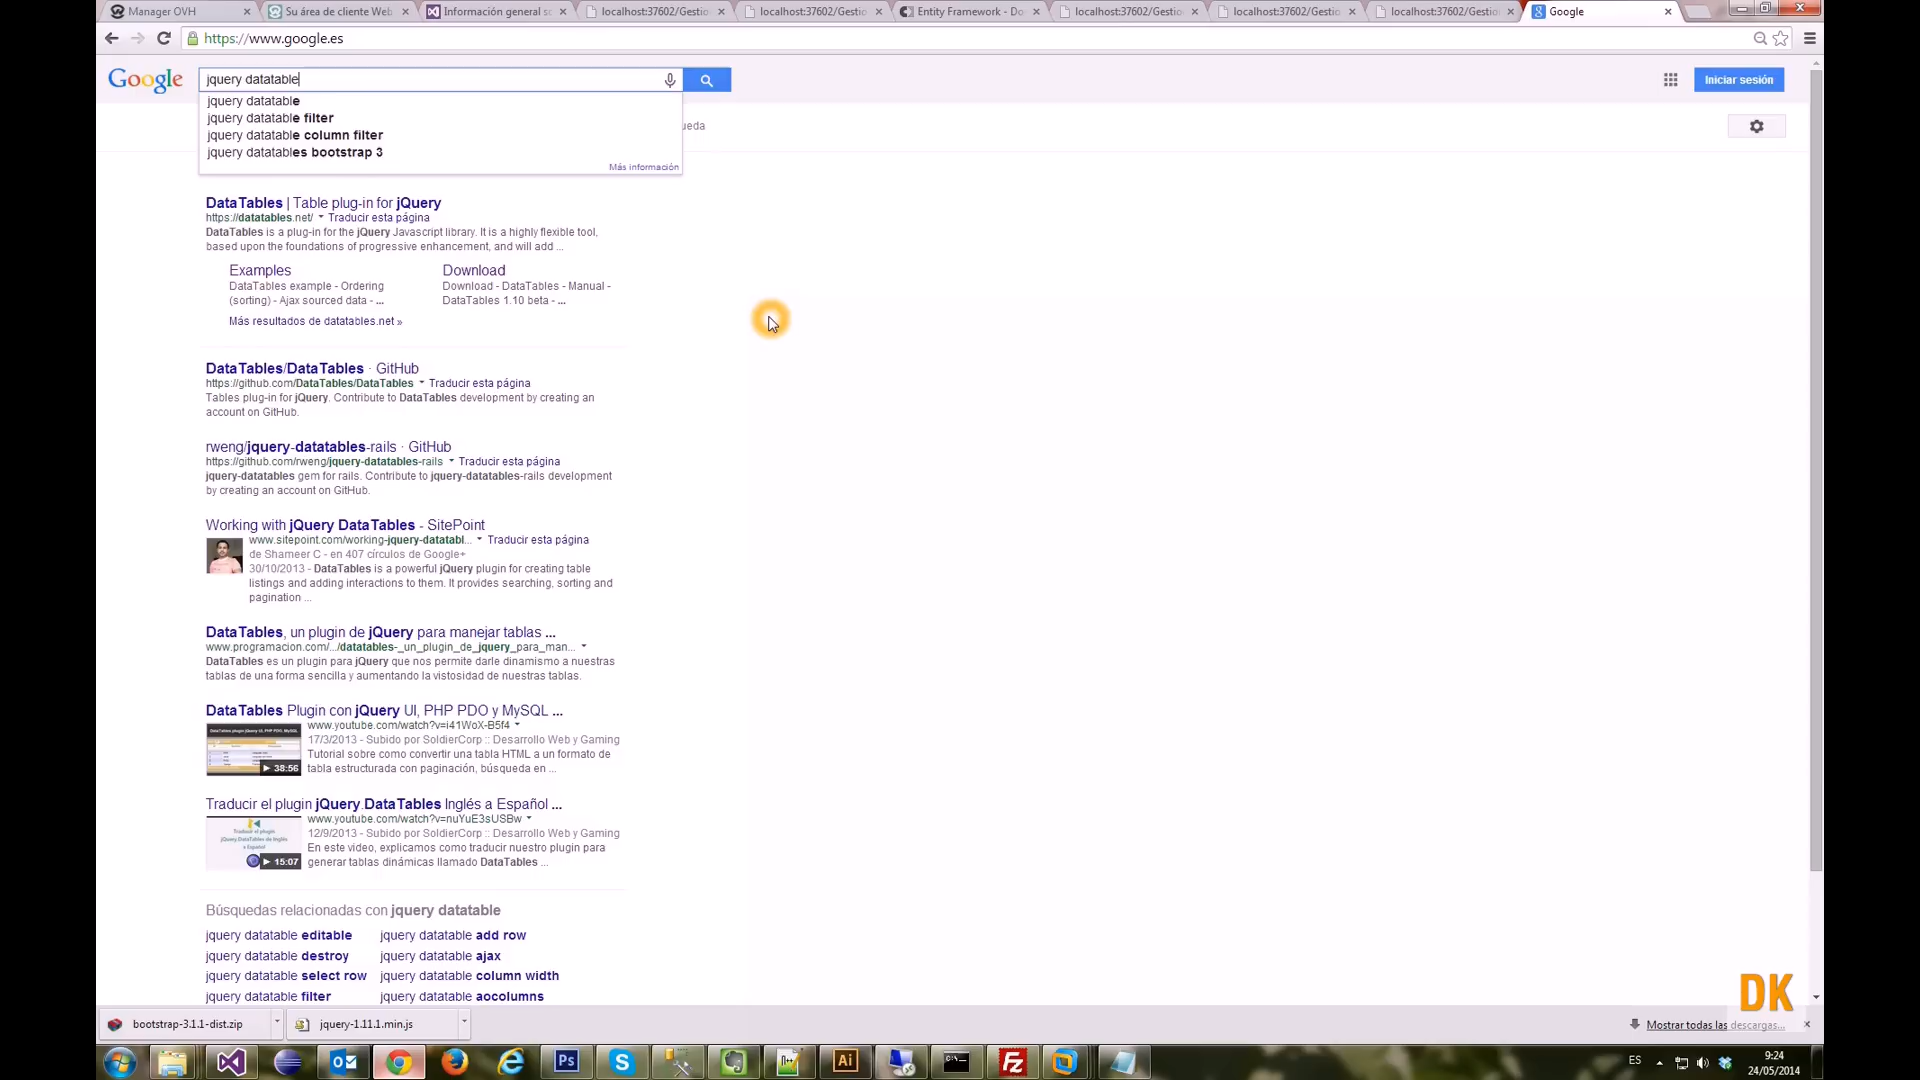 Manager OVH
Su área de cliente Web
Información general so
localhost:37602/Gestio
localhost:37602/Gestio
Entity Framework - Do
localhost:37602/Gestio
localhost:37602/Gestio
localhost:37602/Gestio
Google
https://www.google.es
Google
jquery datatable
Iniciar sesión
jquery datatable
jquery datatable filter
jquery datatable column filter
jquery datatables bootstrap 3
Más información
ueda
DataTables | Table plug-in for jQuery
https://datatables.net/ Traducir esta página
DataTables is a plug-in for the jQuery Javascript library. It is a highly flexible tool,
based upon the foundations of progressive enhancement, and will add ...
Examples
DataTables example - Ordering
(sorting) - Ajax sourced data - ...
Download
Download - DataTables - Manual -
DataTables 1.10 beta - ...
Más resultados de datatables.net »
DataTables/DataTables · GitHub
https://github.com/DataTables/DataTables Traducir esta página
Tables plug-in for jQuery. Contribute to DataTables development by creating an
account on GitHub.
rweng/jquery-datatables-rails · GitHub
https://github.com/rweng/jquery-datatables-rails Traducir esta página
jquery-datatables gem for rails. Contribute to jquery-datatables-rails development
by creating an account on GitHub.
Working with jQuery DataTables - SitePoint
www.sitepoint.com/working-jquery-datatabl... Traducir esta página
de Shameer C - en 407 círculos de Google+
30/10/2013 - DataTables is a powerful jQuery plugin for creating table
listings and adding interactions to them. It provides searching, sorting and
pagination ...
DataTables, un plugin de jQuery para manejar tablas ...
www.programacion.com/.../datatables-_un_plugin_de_jquery_para_man...
DataTables es un plugin para jQuery que nos permite darle dinamismo a nuestras
tablas de una forma sencilla y aumentando la vistosidad de nuestras tablas.
DataTables Plugin con jQuery UI, PHP PDO y MySQL ...
www.youtube.com/watch?v=i41WoX-B5f4
17/3/2013 - Subido por SoldierCorp :: Desarrollo Web y Gaming
Tutorial sobre como convertir una tabla HTML a un formato de
tabla estructurada con paginación, búsqueda en ...
DataTables plugin jQuery UI, PHP PDO, MySQL
38:56
Traducir el plugin jQuery.DataTables Inglés a Español ...
www.youtube.com/watch?v=nuYuE3sUSBw
12/9/2013 - Subido por SoldierCorp :: Desarrollo Web y Gaming
En este video, explicamos como traducir nuestro plugin para
generar tablas dinámicas llamado DataTables ...
Traducir el plugin
jQuery.DataTables de Inglés
a Español
15:07
Búsquedas relacionadas con jquery datatable
jquery datatable editable
jquery datatable add row
jquery datatable destroy
jquery datatable ajax
jquery datatable select row
jquery datatable column width
jquery datatable filter
jquery datatable aocolumns
DK
bootstrap-3.1.1-dist.zip
jquery-1.11.1.min.js
Mostrar todas las descargas...
Ps
Ai
FZ
ES
9:24
24/05/2014